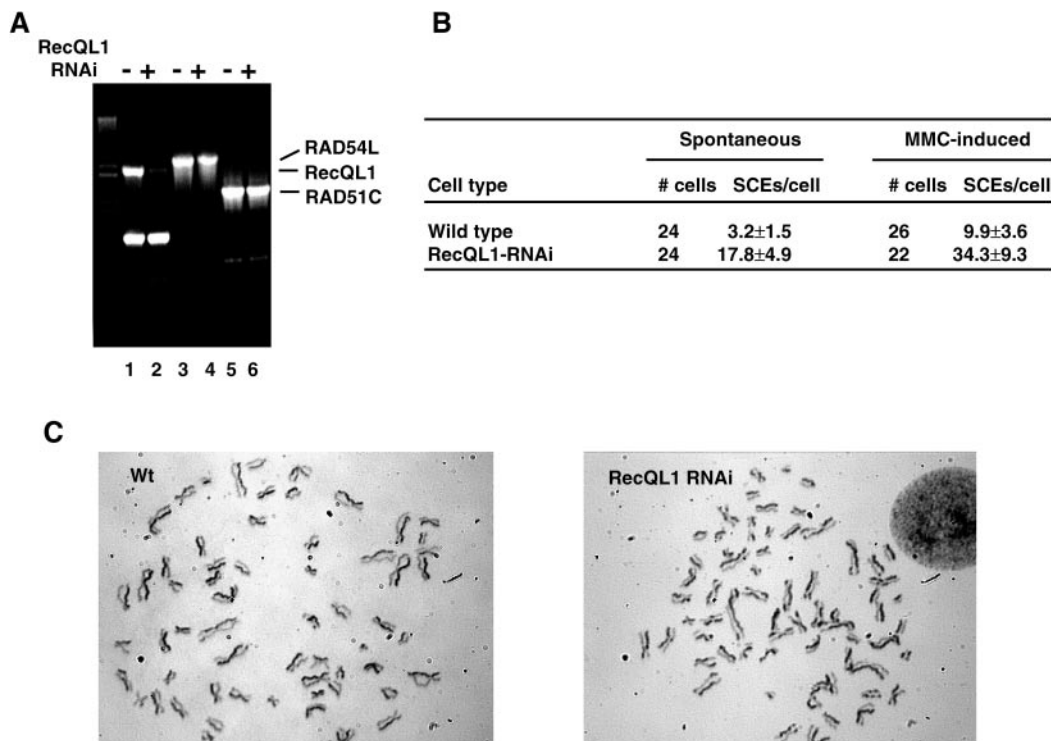 A
RecQL1
RNAi - + - + - +
RAD54L
RecQL1
RAD51C
1 2 3 4 5 6
B
Spontaneous MMC-induced
Cell type # cells SCEs/cell # cells SCEs/cell
Wild type 24 3.2±1.5 26 9.9±3.6
RecQL1-RNAi 24 17.8±4.9 22 34.3±9.3
C
Wt
RecQL1 RNAi